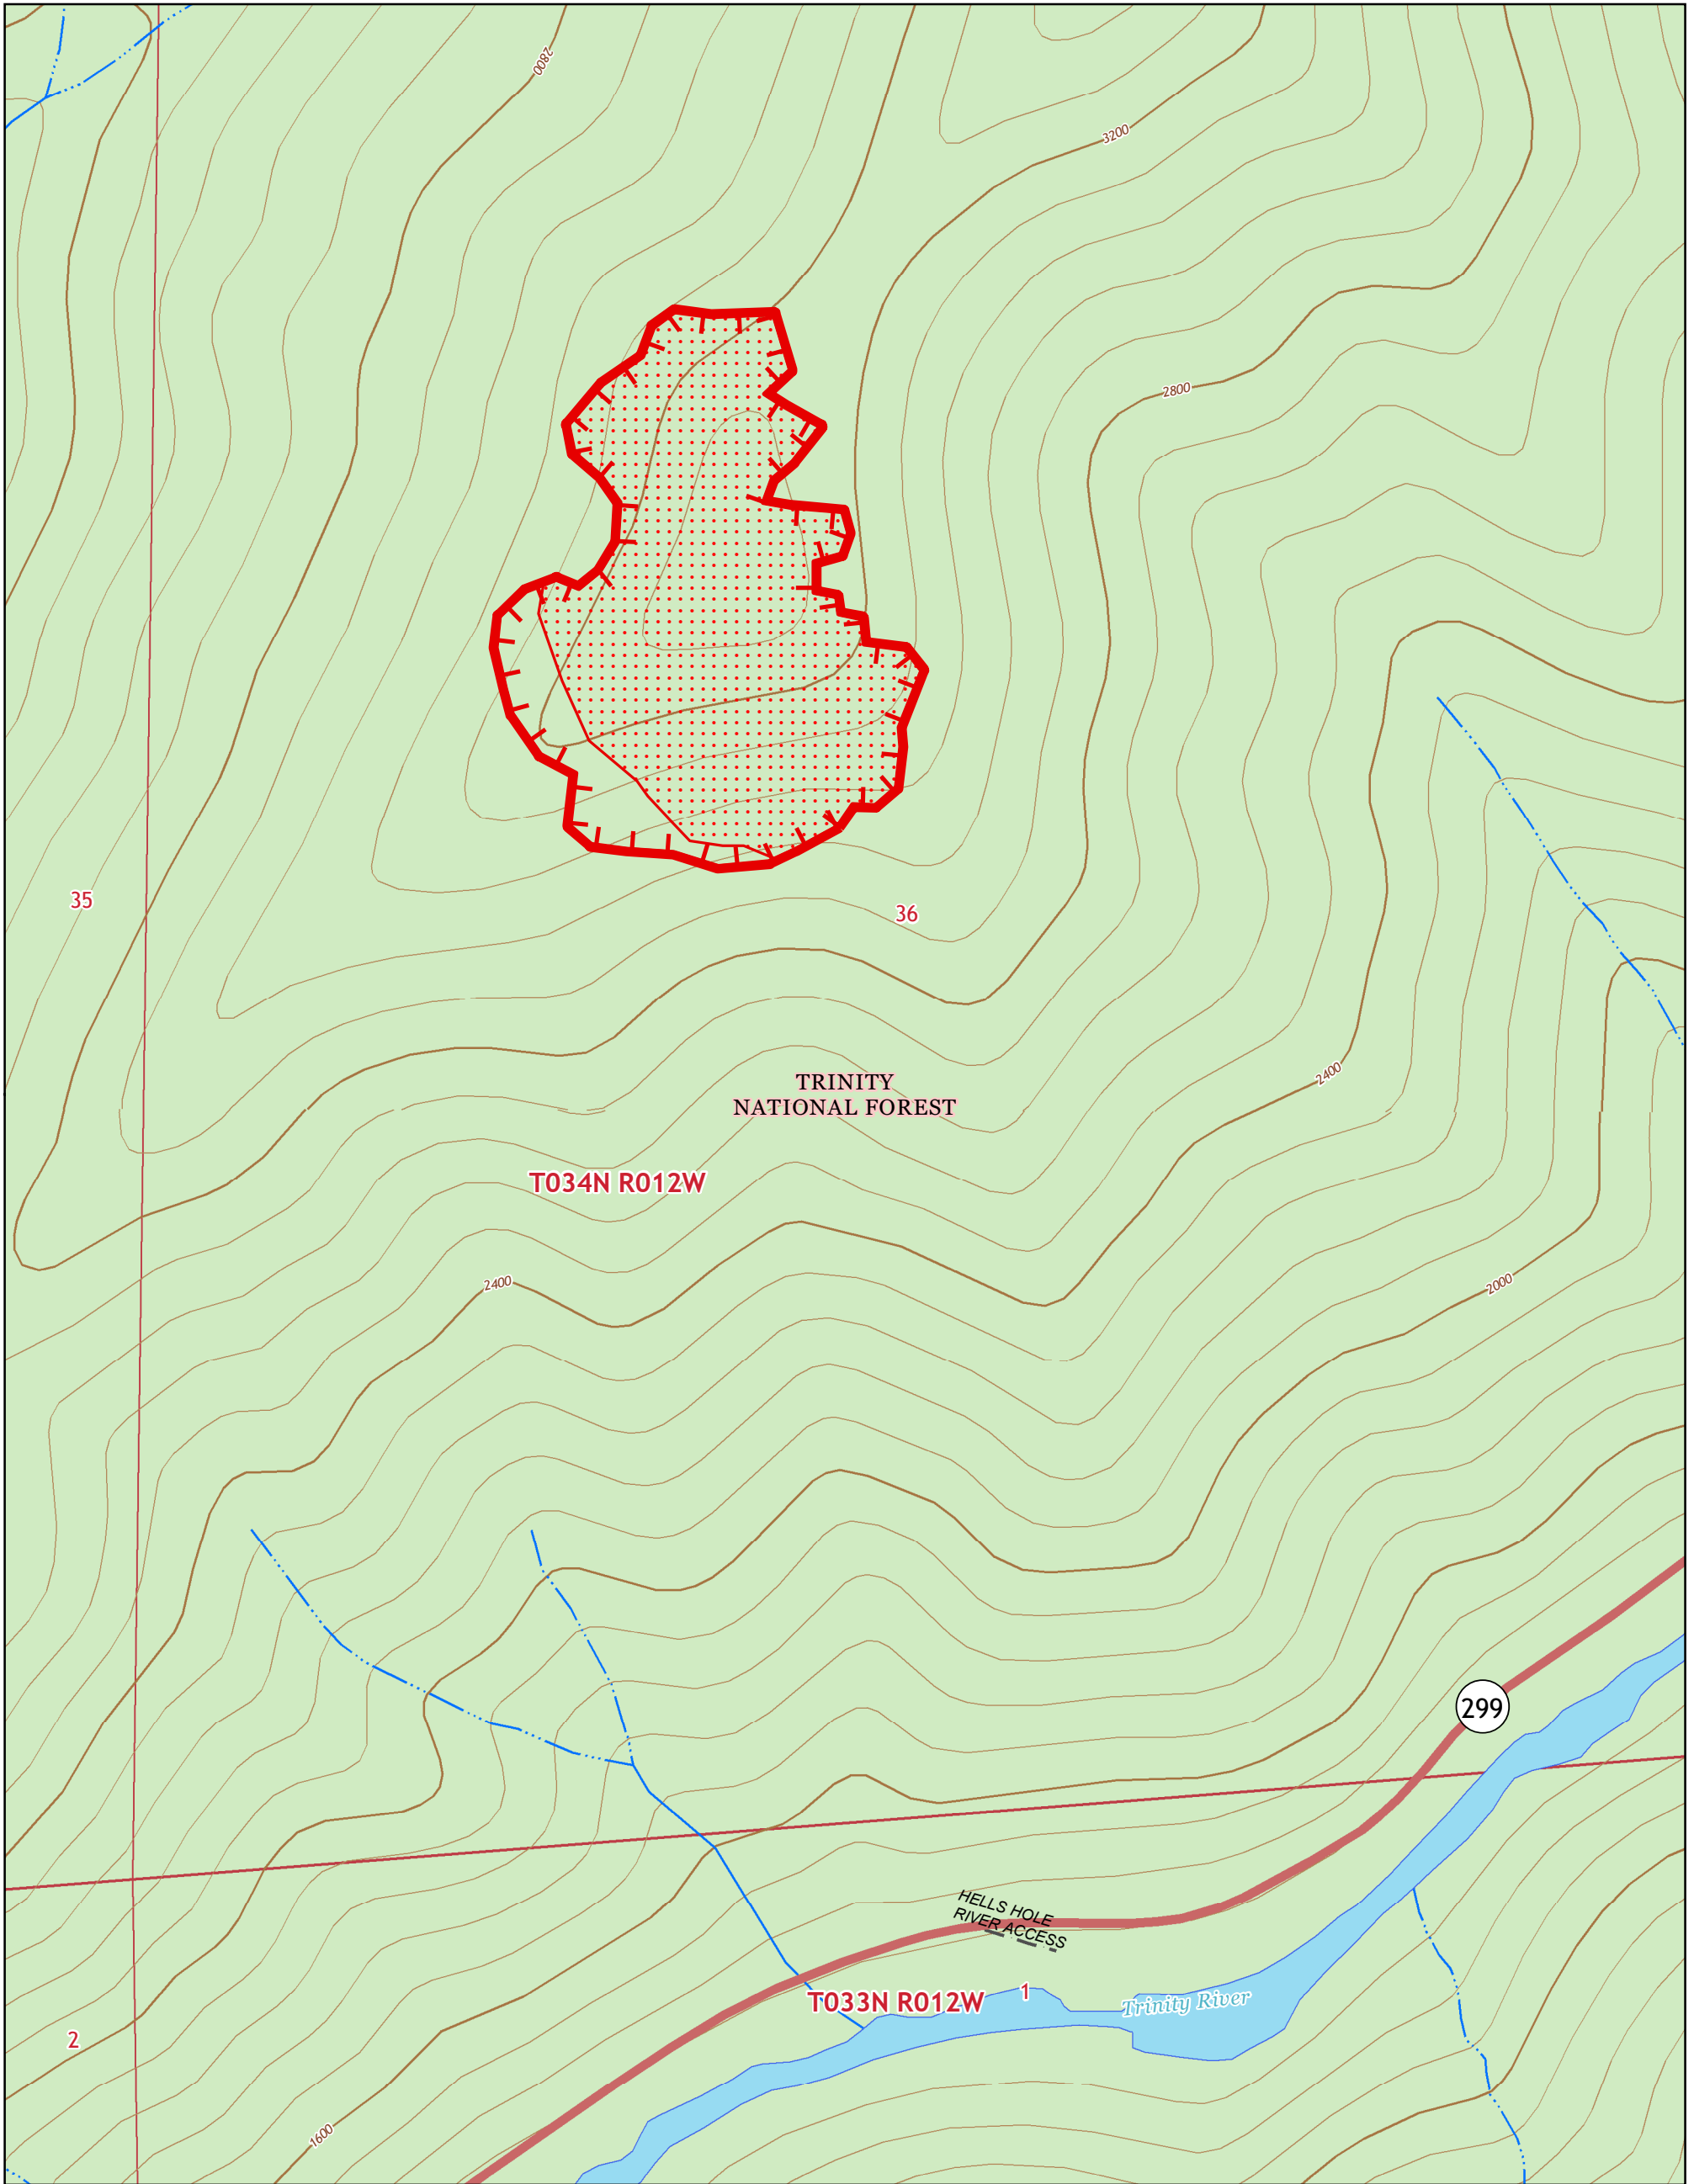 2800
3200
2800
35
36
TRINITY
NATIONAL FOREST
2400
T034N R012W
2400
2000
299
HELLS HOLE
RIVER ACCESS
1
T033N R012W
Trinity River
2
1600